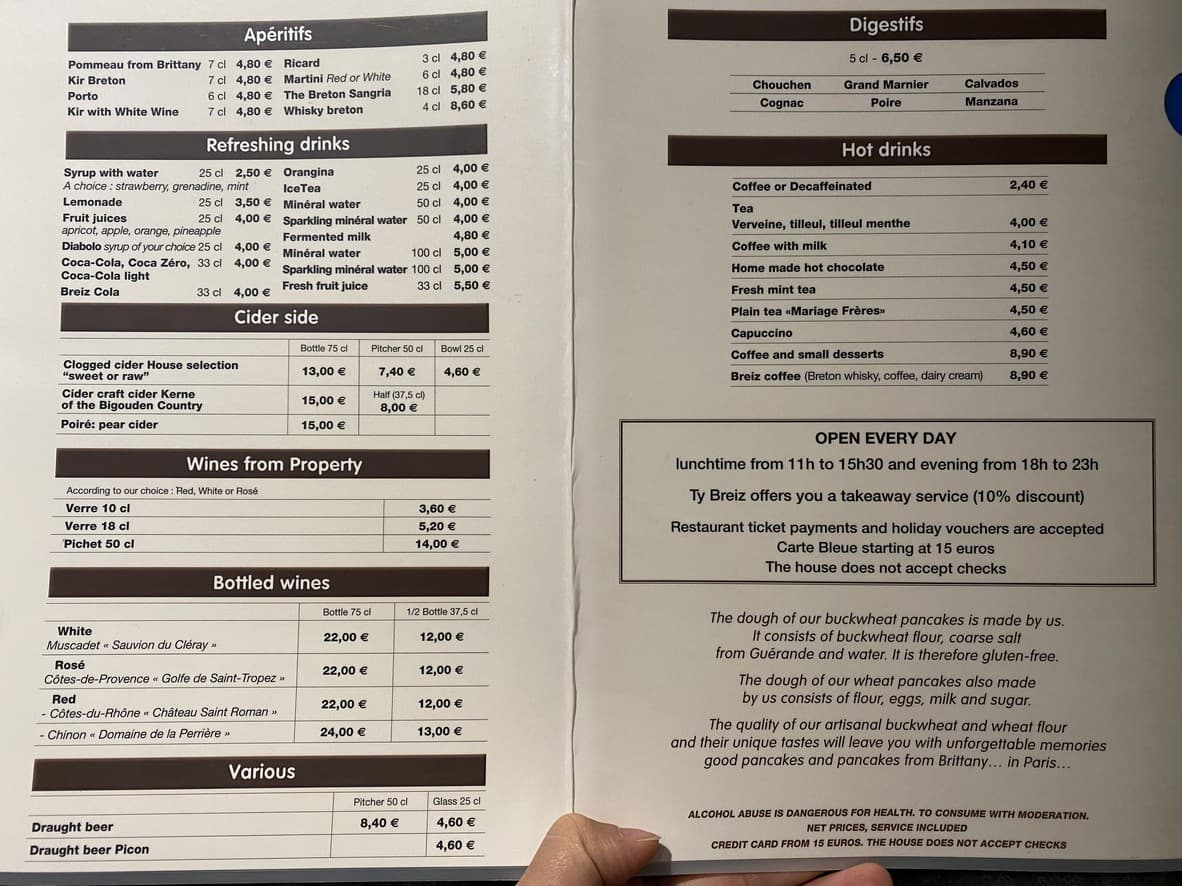 Apéritifs
Pommeau from Brittany 7 cl 4,80 €
Kir Breton 7 cl 4,80 €
Porto 6 cl 4,80 €
Kir with White Wine 7 cl 4,80 €
Ricard 3 cl 4,80 €
Martini Red or White 6 cl 4,80 €
The Breton Sangria 18 cl 5,80 €
Whisky breton 4 cl 8,60 €
Refreshing drinks
Syrup with water 25 cl 2,50 €
A choice : strawberry, grenadine, mint
Lemonade 25 cl 3,50 €
Fruit juices 25 cl 4,00 €
apricot, apple, orange, pineapple
Diabolo syrup of your choice 25 cl 4,00 €
Coca-Cola, Coca Zéro, 33 cl 4,00 €
Coca-Cola light
Breiz Cola 33 cl 4,00 €
Orangina 25 cl 4,00 €
IceTea 25 cl 4,00 €
Minéral water 50 cl 4,00 €
Sparkling minéral water 50 cl 4,00 €
Fermented milk 4,80 €
Minéral water 100 cl 5,00 €
Sparkling minéral water 100 cl 5,00 €
Fresh fruit juice 33 cl 5,50 €
Cider side
Bottle 75 cl Pitcher 50 cl Bowl 25 cl
Clogged cider House selection
“sweet or raw” 13,00 € 7,40 € 4,60 €
Cider craft cider Kerne Half (37,5 cl)
of the Bigouden Country 15,00 € 8,00 €
Poiré: pear cider 15,00 €
Wines from Property
According to our choice : Red, White or Rosé
Verre 10 cl 3,60 €
Verre 18 cl 5,20 €
Pichet 50 cl 14,00 €
Bottled wines
Bottle 75 cl 1/2 Bottle 37,5 cl
White
Muscadet « Sauvion du Cléray » 22,00 € 12,00 €
Rosé
Côtes-de-Provence « Golfe de Saint-Tropez » 22,00 € 12,00 €
Red
- Côtes-du-Rhône « Château Saint Roman » 22,00 € 12,00 €
- Chinon « Domaine de la Perrière » 24,00 € 13,00 €
Various
Pitcher 50 cl Glass 25 cl
Draught beer 8,40 € 4,60 €
Draught beer Picon 4,60 €
Digestifs
5 cl - 6,50 €
Chouchen Grand Marnier Calvados
Cognac Poire Manzana
Hot drinks
Coffee or Decaffeinated 2,40 €
Tea
Verveine, tilleul, tilleul menthe 4,00 €
Coffee with milk 4,10 €
Home made hot chocolate 4,50 €
Fresh mint tea 4,50 €
Plain tea «Mariage Frères» 4,50 €
Capuccino 4,60 €
Coffee and small desserts 8,90 €
Breiz coffee (Breton whisky, coffee, dairy cream) 8,90 €
OPEN EVERY DAY
lunchtime from 11h to 15h30 and evening from 18h to 23h
Ty Breiz offers you a takeaway service (10% discount)
Restaurant ticket payments and holiday vouchers are accepted
Carte Bleue starting at 15 euros
The house does not accept checks
The dough of our buckwheat pancakes is made by us.
It consists of buckwheat flour, coarse salt
from Guérande and water. It is therefore gluten-free.
The dough of our wheat pancakes also made
by us consists of flour, eggs, milk and sugar.
The quality of our artisanal buckwheat and wheat flour
and their unique tastes will leave you with unforgettable memories
good pancakes and pancakes from Brittany... in Paris...
ALCOHOL ABUSE IS DANGEROUS FOR HEALTH. TO CONSUME WITH MODERATION.
NET PRICES, SERVICE INCLUDED
CREDIT CARD FROM 15 EUROS. THE HOUSE DOES NOT ACCEPT CHECKS